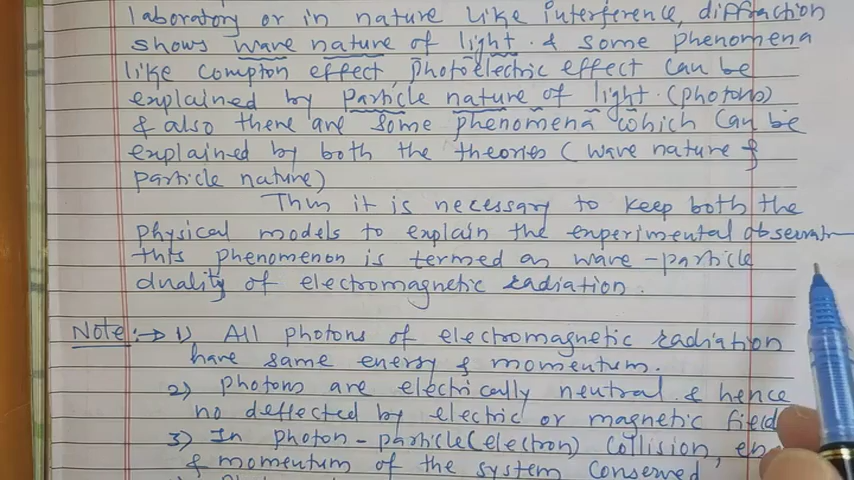 laboratory or in nature like interference, diffraction
shows wave nature of light & some phenomena
like Compton effect, photoelectric effect can be
explained by particle nature of light (photons)
& also there are some phenomena which can be
explained by both the theories (wave nature &
particle nature)
Thus it is necessary to keep both the
physical models to explain the experimental
this phenomenon is termed as wave-particle
duality of electromagnetic radiation.
Note:→ 1) All photons of electromagnetic radiation
have same energy & momentum.
2) Photons are electrically neutral & hence
no deflected by electric or magnetic field
3) In photon-particle(electron) collision,
& momentum of the system conserved